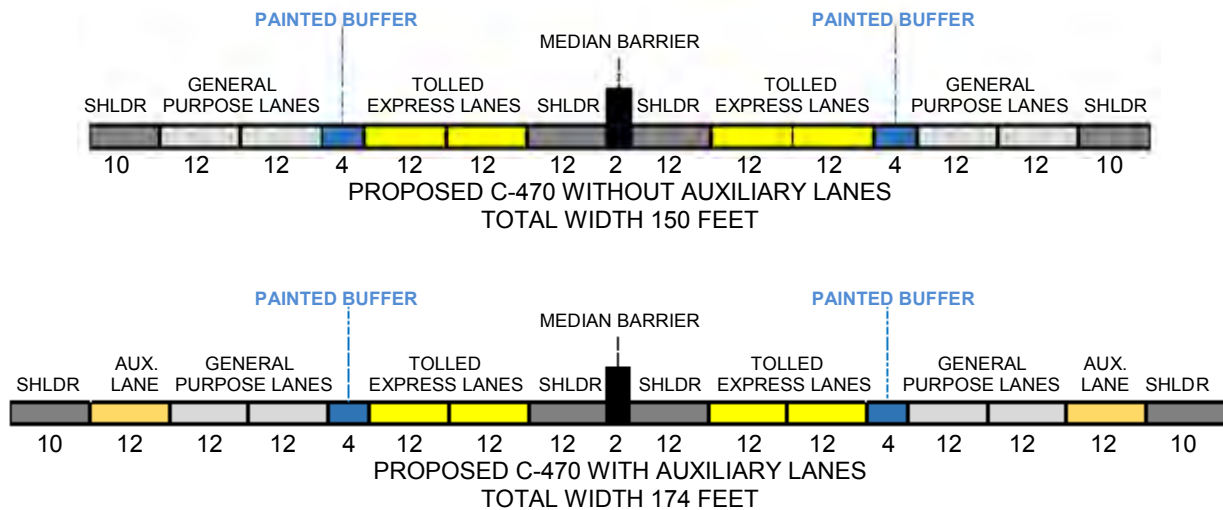 PAINTED BUFFER PAINTED BUFFER
MEDIAN BARRIER
GENERAL TOLLED TOLLED GENERAL
SHLDR PURPOSE LANES EXPRESS LANES SHLDR SHLDR EXPRESS LANES PURPOSE LANES SHLDR
10 12 12 4 12 12 12 2 12 12 12 4 12 12 10
PROPOSED C-470 WITHOUT AUXILIARY LANES
TOTAL WIDTH 150 FEET
PAINTED BUFFER PAINTED BUFFER
MEDIAN BARRIER
AUX. GENERAL TOLLED TOLLED GENERAL AUX.
SHLDR LANE PURPOSE LANES EXPRESS LANES SHLDR SHLDR EXPRESS LANES PURPOSE LANES LANE SHLDR
10 12 12 12 4 12 12 12 2 12 12 12 4 12 12 12 10
PROPOSED C-470 WITH AUXILIARY LANES
TOTAL WIDTH 174 FEET